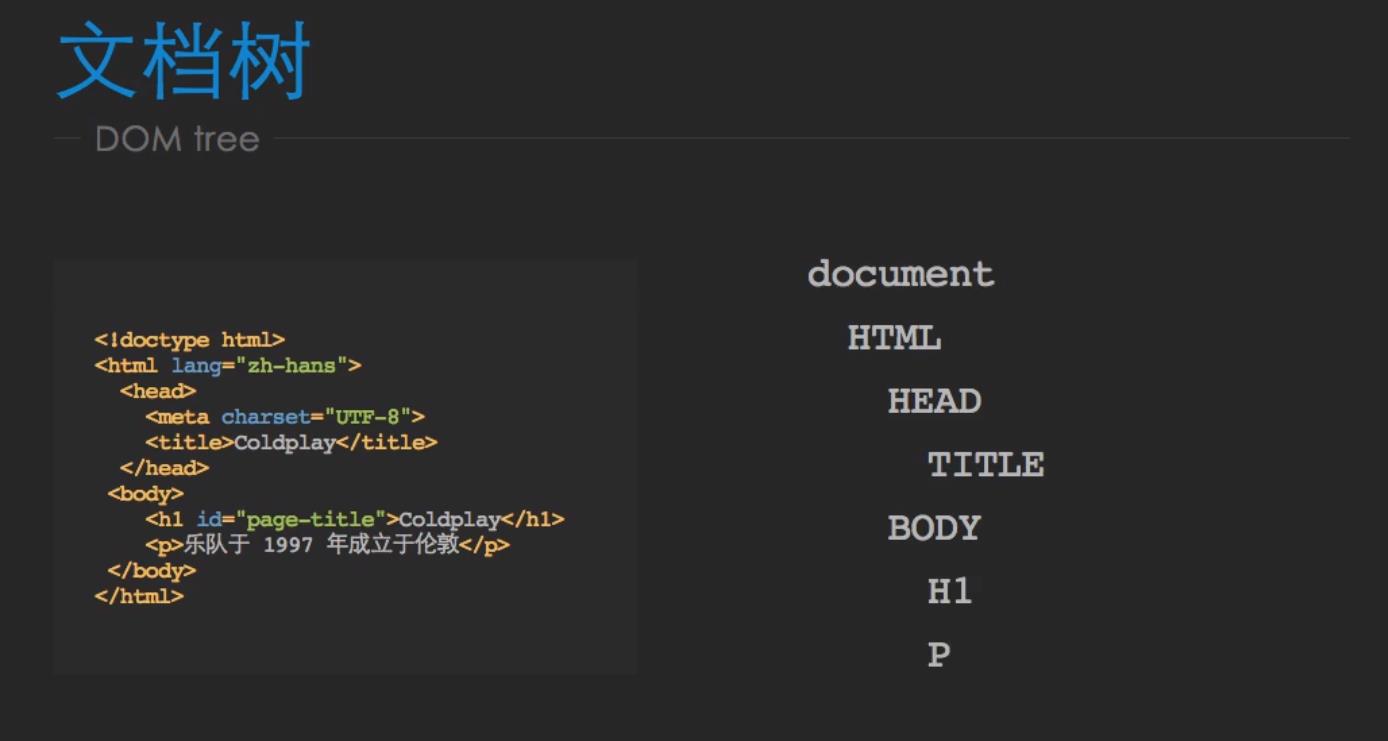 文档树
DOM tree
<!doctype html>
<html lang="zh-hans">
<head>
<meta charset="UTF-8">
<title>Coldplay</title>
</head>
<body>
<h1 id="page-title">Coldplay</h1>
<p>乐队于 1997 年成立于伦敦</p>
</body>
</html>
document
HTML
HEAD
TITLE
BODY
H1
P